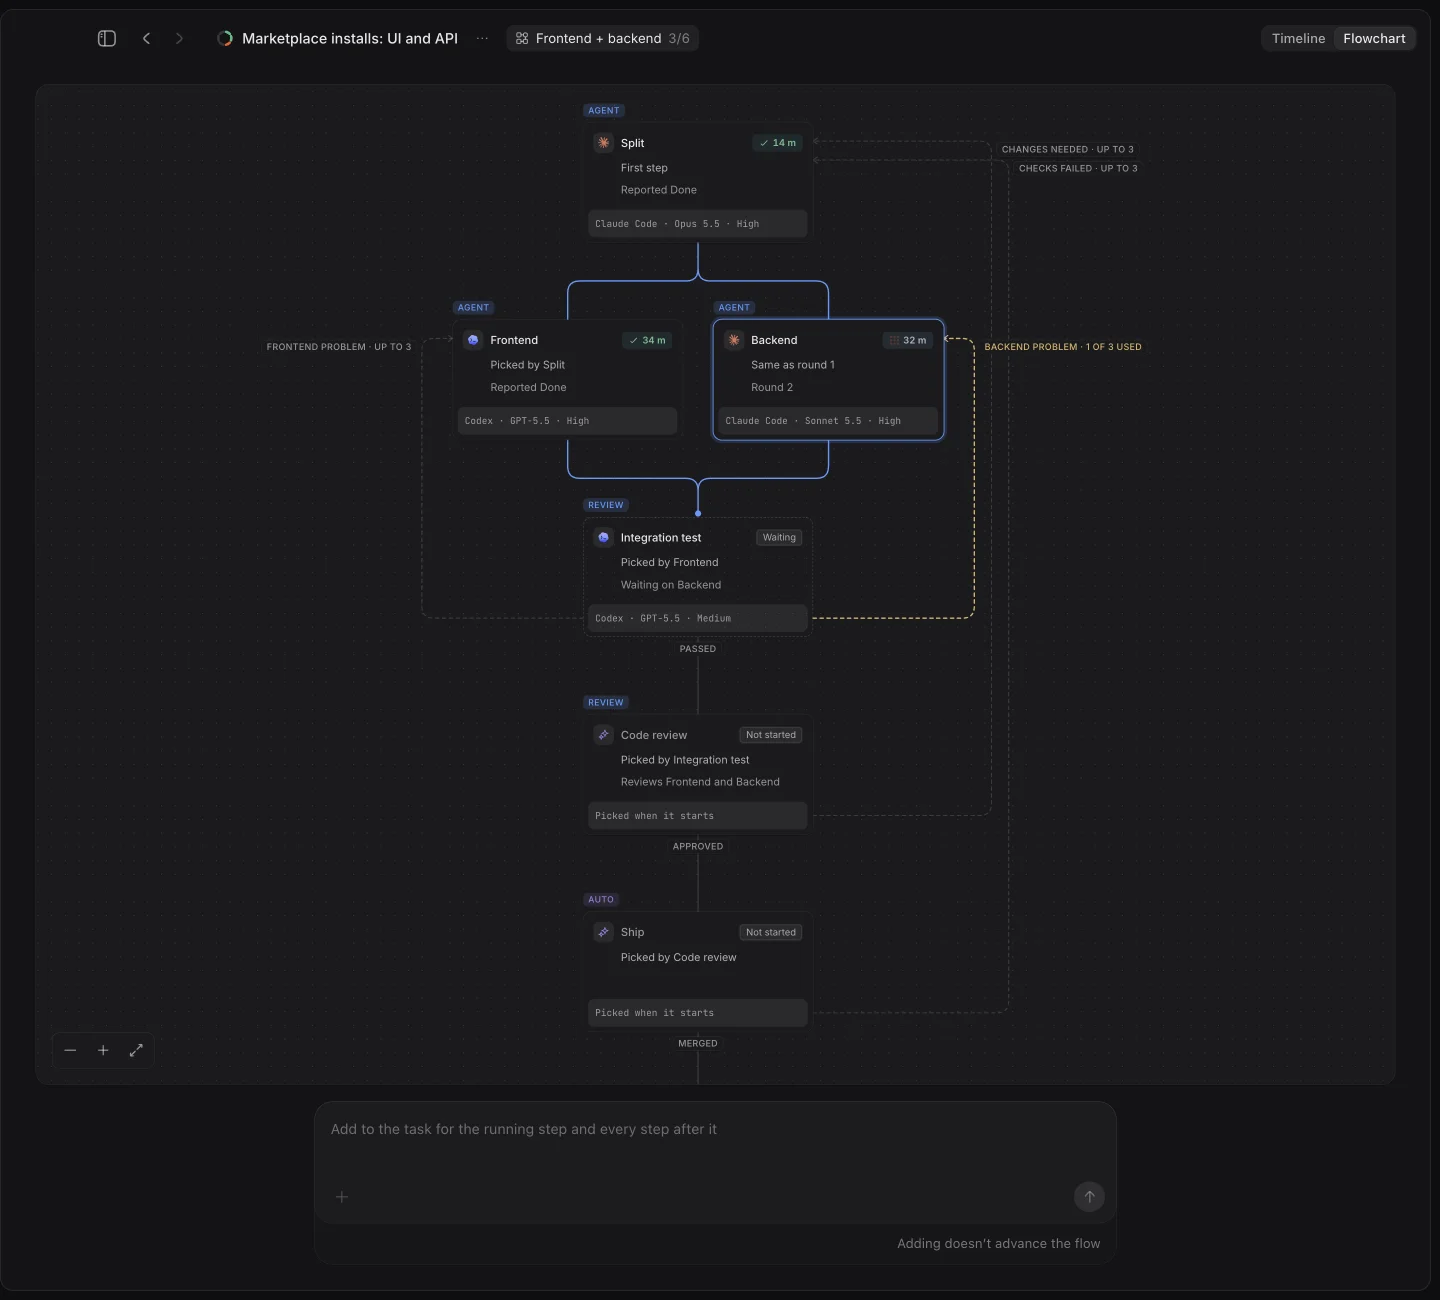 Marketplace installs: UI and API ··· Frontend + backend 3/6
Timeline Flowchart
AGENT
Split
✓ 14 m
First step
Reported Done
Claude Code · Opus 5.5 · High
CHANGES NEEDED · UP TO 3
CHECKS FAILED · UP TO 3
AGENT
Frontend
✓ 34 m
Picked by Split
Reported Done
Codex · GPT-5.5 · High
FRONTEND PROBLEM · UP TO 3
AGENT
Backend
32 m
Same as round 1
Round 2
Claude Code · Sonnet 5.5 · High
BACKEND PROBLEM · 1 OF 3 USED
REVIEW
Integration test
Waiting
Picked by Frontend
Waiting on Backend
Codex · GPT-5.5 · Medium
PASSED
REVIEW
Code review
Not started
Picked by Integration test
Reviews Frontend and Backend
Picked when it starts
APPROVED
AUTO
Ship
Not started
Picked by Code review
Picked when it starts
MERGED
Add to the task for the running step and every step after it
Adding doesn't advance the flow